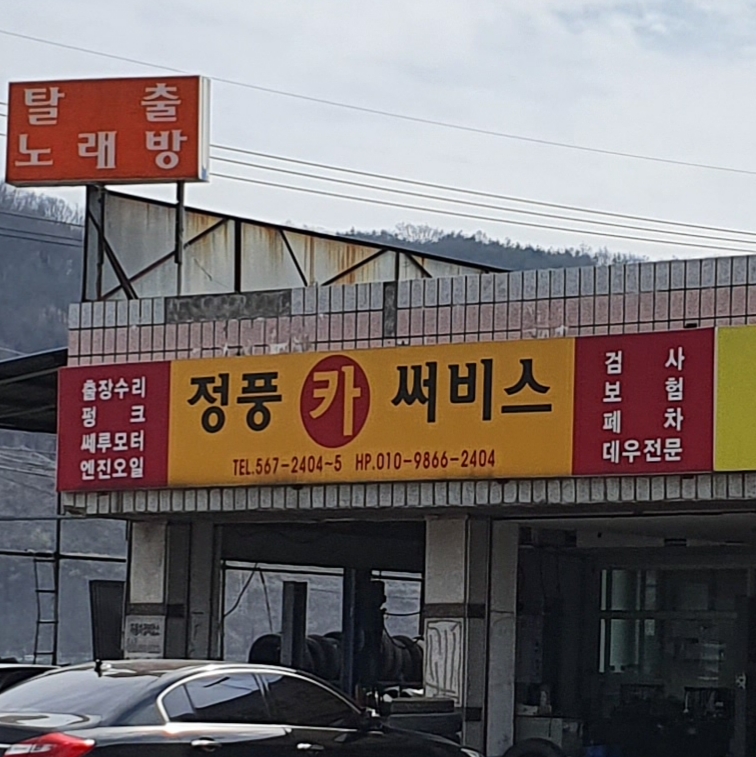 탈 출
노래방
출장수리
펑 크
쎄루모터
엔진오일
정풍 카 써비스
TEL.567-2404~5 HP.010-9866-2404
검 사
보 험
폐 차
대우전문